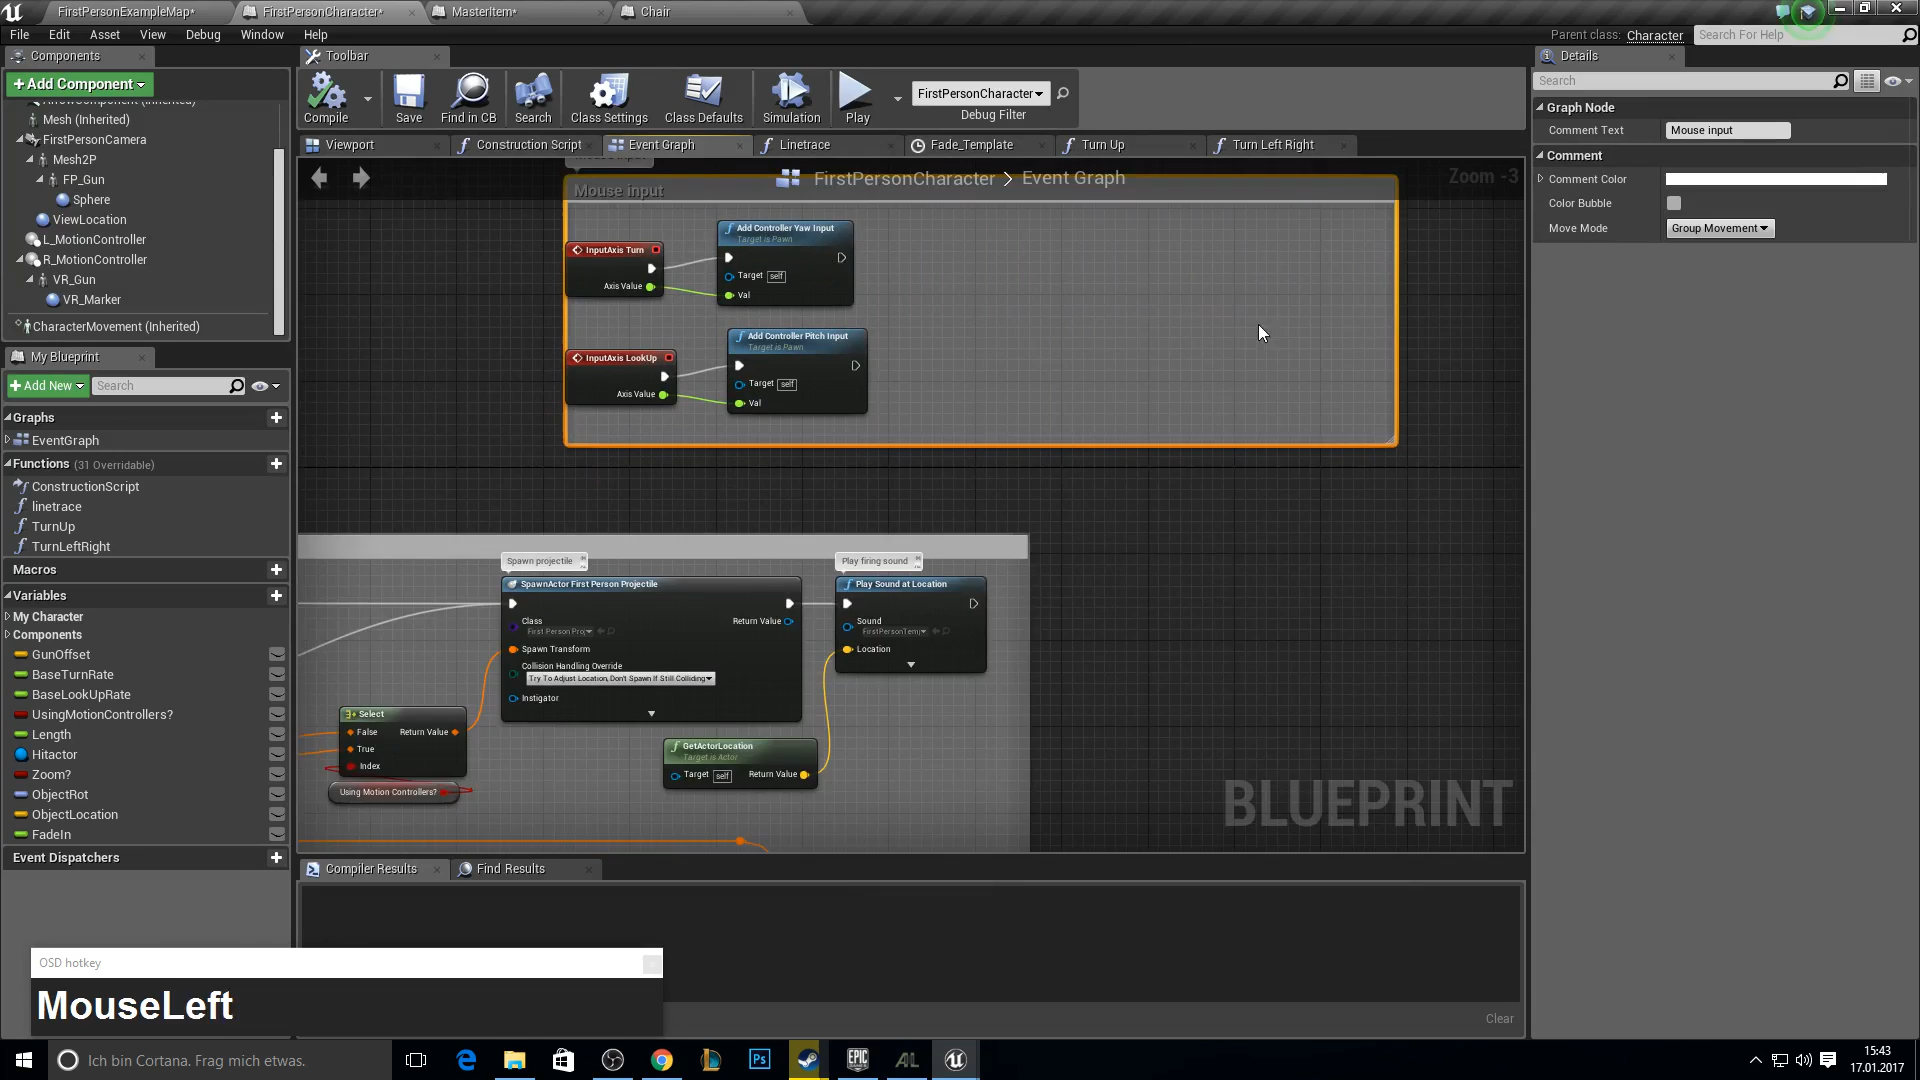 FirstPersonExampleMap*
FirstPersonCharacter*
MasterItem*
Chair
File Edit Asset View Debug Window Help
Parent class: Character
Search For Help
Components
Toolbar
Details
+Add Component
Compile
Save
Find in CB
Search
Class Settings
Class Defaults
Simulation
Play
FirstPersonCharacter
Debug Filter
Search
Graph Node
Comment Text
Mouse input
Comment
Comment Color
Color Bubble
Move Mode
Group Movement
ArrowComponent (Inherited)
Mesh (Inherited)
FirstPersonCamera
Mesh2P
FP_Gun
Sphere
ViewLocation
L_MotionController
R_MotionController
VR_Gun
VR_Marker
CharacterMovement (Inherited)
Viewport
Construction Script
Event Graph
Linetrace
Fade_Template
Turn Up
Turn Left Right
FirstPersonCharacter > Event Graph
Zoom -3
Mouse input
InputAxis Turn
Axis Value
Add Controller Yaw Input
Target is Pawn
Target self
Val
InputAxis LookUp
Axis Value
Add Controller Pitch Input
Target is Pawn
Target self
Val
My Blueprint
+Add New
Search
Graphs
EventGraph
Functions (31 Overridable)
ConstructionScript
linetrace
TurnUp
TurnLeftRight
Macros
Variables
My Character
Components
GunOffset
BaseTurnRate
BaseLookUpRate
UsingMotionControllers?
Length
Hitactor
Zoom?
ObjectRot
ObjectLocation
FadeIn
Event Dispatchers
Spawn projectile
SpawnActor First Person Projectile
Class
First Person Proj
Return Value
Spawn Transform
Collision Handling Override
Try To Adjust Location, Don't Spawn If Still Colliding
Instigator
Play firing sound
Play Sound at Location
Sound
FirstPersonTemp
Location
Select
False
Return Value
True
Index
Using Motion Controllers?
GetActorLocation
Target is Actor
Target self
Return Value
BLUEPRINT
Compiler Results
Find Results
Clear
OSD hotkey
MouseLeft
Ich bin Cortana. Frag mich etwas.
Ps
EPIC
GAMES
AL
15:43
17.01.2017